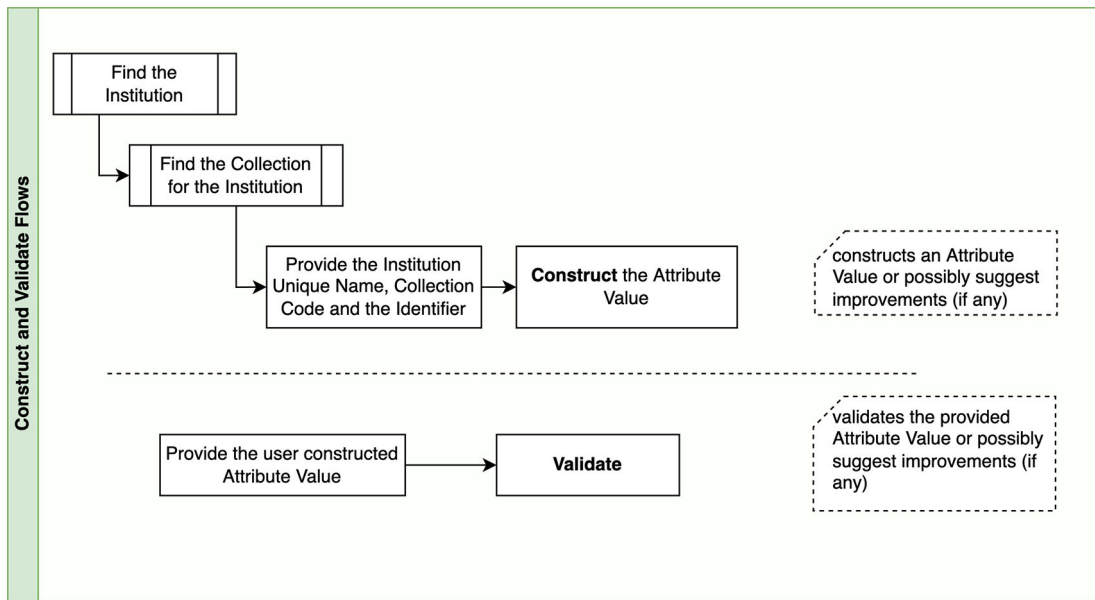 Construct and Validate Flows
Find the
Institution
Find the Collection
for the Institution
Provide the Institution
Unique Name, Collection
Code and the Identifier
Construct the Attribute
Value
constructs an Attribute
Value or possibly suggest
improvements (if any)
Provide the user constructed
Attribute Value
Validate
validates the provided
Attribute Value or possibly
suggest improvements (if
any)